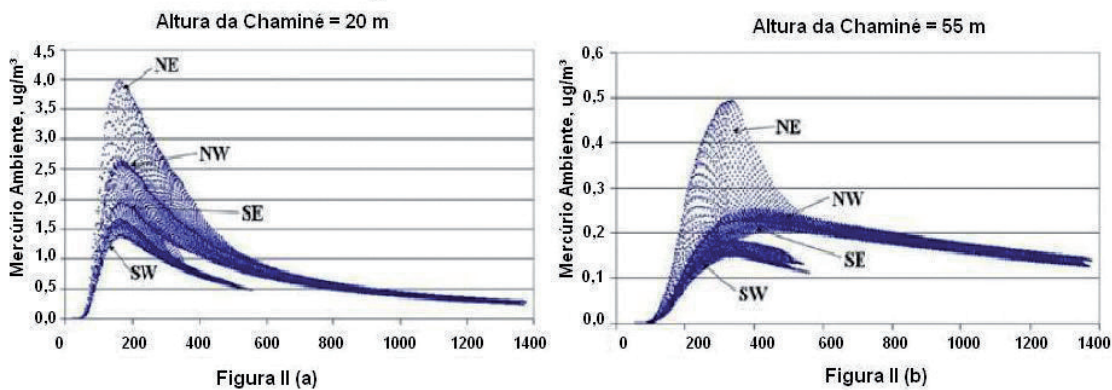 Altura da Chaminé = 20 m
Mercúrio Ambiente, ug/m³
4,5
4,0
3,5
3,0
2,5
2,0
1,5
1,0
0,5
0,0
NE
NW
SE
SW
0 200 400 600 800 1000 1200 1400
Figura II (a)
Altura da Chaminé = 55 m
Mercúrio Ambiente, ug/m³
0,6
0,5
0,4
0,3
0,2
0,1
0,0
NE
NW
SE
SW
0 200 400 600 800 1000 1200 1400
Figura II (b)